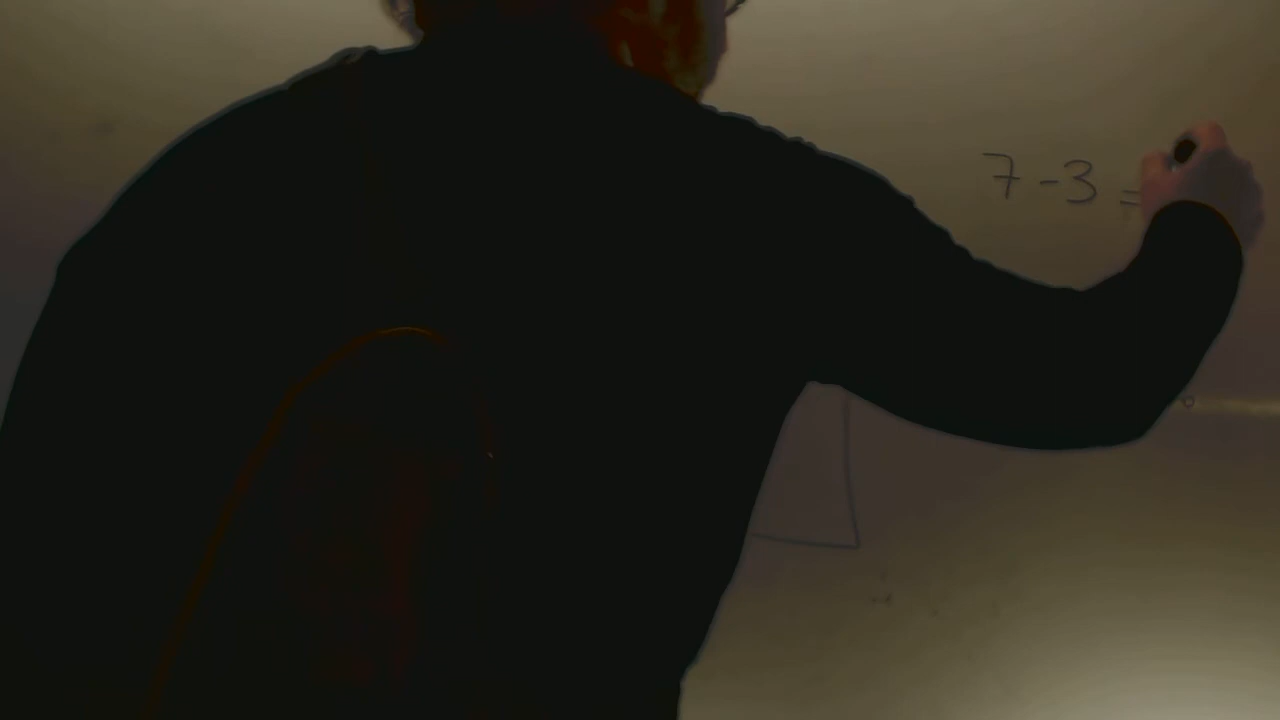 7-3 =